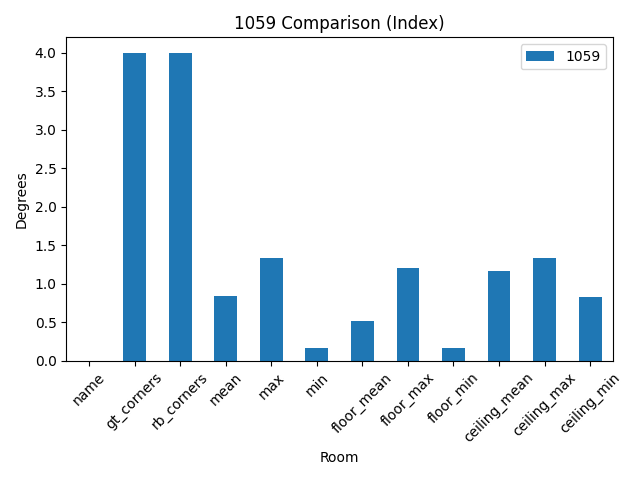 1059 Comparison (Index)
1059
Degrees
4.0
3.5
3.0
2.5
2.0
1.5
1.0
0.5
0.0
name
gt_corners
rb_corners
mean
max
min
floor_mean
floor_max
floor_min
ceiling_mean
ceiling_max
ceiling_min
Room